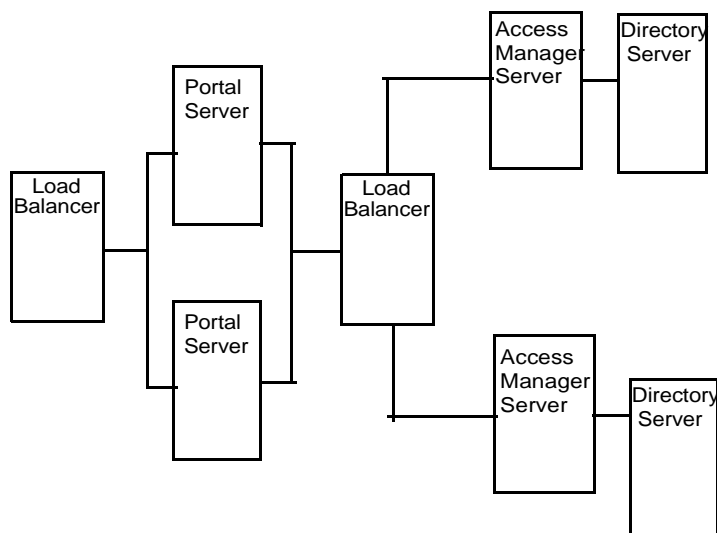 Load
Balancer
Portal
Server
Portal
Server
Load
Balancer
Access
Manager
Server
Directory
Server
Access
Manager
Server
Directory
Server